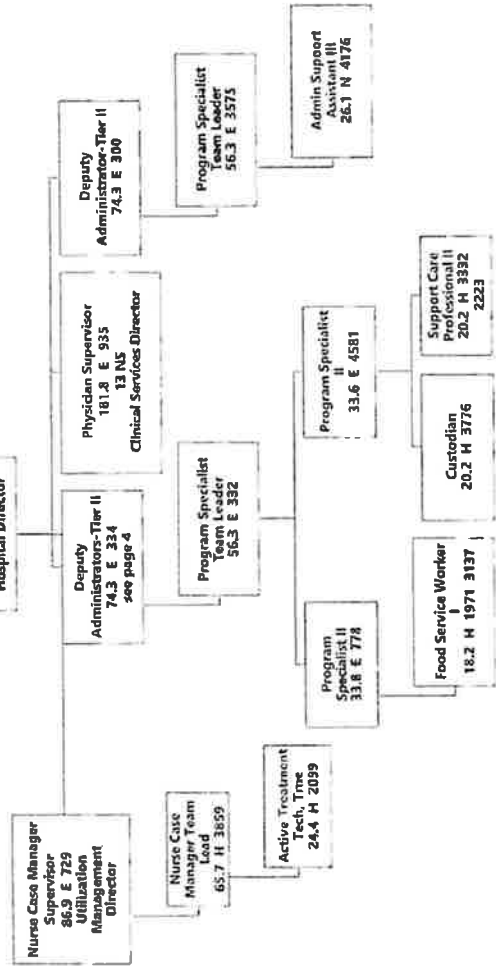 Hospital Director
Nurse Case Manager
Supervisor
86.9 E 729
Utilization
Management
Director
Deputy
Administrators-Tier II
74.3 E 334
see page 4
Physician Supervisor
181.8 E 935
13 NS
Clinical Services Director
Deputy
Administrator-Tier II
74.3 E 300
Nurse Case
Manager Team
Lead
65.7 H 3859
Program Specialist
Team Leader
56.3 E 332
Program Specialist
Team Leader
56.3 E 3575
Active Treatment
Tech, Tme
24.4 H 2099
Program
Specialist II
33.8 E 778
Program Specialist
II
33.6 E 4581
Admin Support
Assistant III
26.1 N 4176
Food Service Worker
I
18.2 H 1971 3137
Custodian
20.2 H 3776
Support Care
Professional II
20.2 H 3332
2223